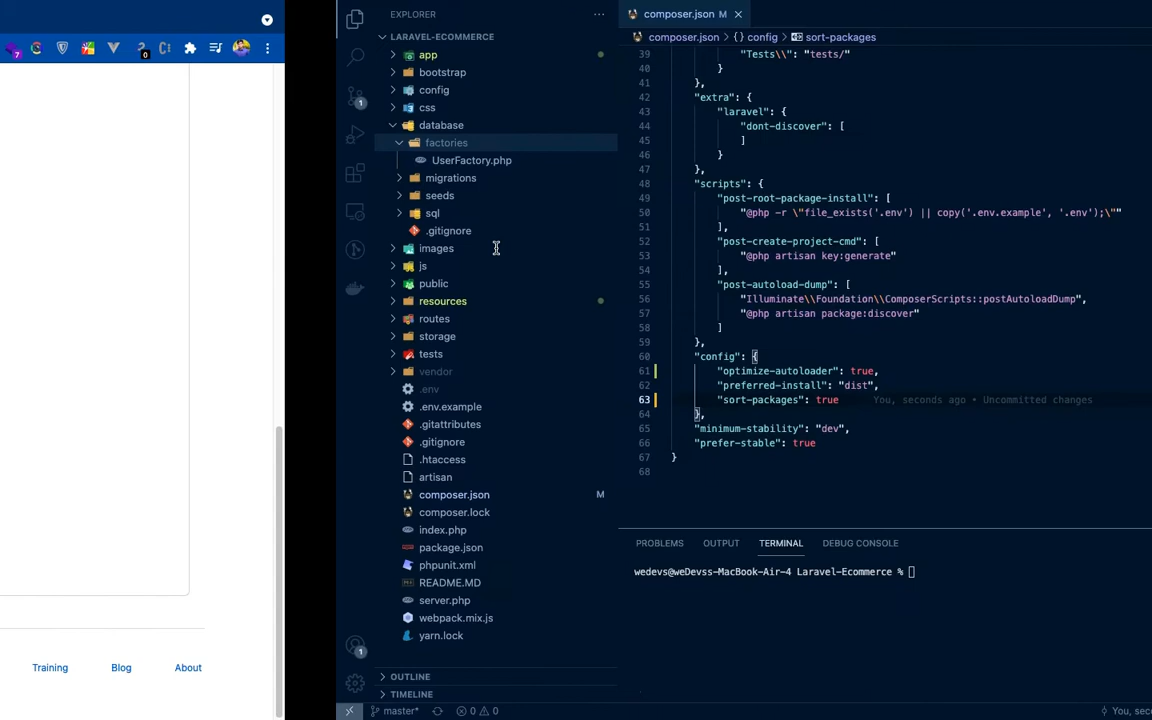 7
0
Training
Blog
About
EXPLORER
LARAVEL-ECOMMERCE
app
bootstrap
config
css
database
factories
UserFactory.php
migrations
seeds
sql
.gitignore
images
js
public
resources
routes
storage
tests
vendor
.env
.env.example
.gitattributes
.gitignore
.htaccess
artisan
composer.json M
composer.lock
index.php
package.json
phpunit.xml
README.MD
server.php
webpack.mix.js
yarn.lock
OUTLINE
TIMELINE
1
1
master*
0 0
composer.json M
composer.json > {} config > sort-packages
39 "Tests\\": "tests/"
40 }
41 },
42 "extra": {
43 "laravel": {
44 "dont-discover": [
45 ]
46 }
47 },
48 "scripts": {
49 "post-root-package-install": [
50 "@php -r \"file_exists('.env') || copy('.env.example', '.env');\""
51 ],
52 "post-create-project-cmd": [
53 "@php artisan key:generate"
54 ],
55 "post-autoload-dump": [
56 "Illuminate\\Foundation\\ComposerScripts::postAutoloadDump",
57 "@php artisan package:discover"
58 ]
59 },
60 "config": {
61 "optimize-autoloader": true,
62 "preferred-install": "dist",
63 "sort-packages": true You, seconds ago • Uncommitted changes
64 },
65 "minimum-stability": "dev",
66 "prefer-stable": true
67 }
68
PROBLEMS OUTPUT TERMINAL DEBUG CONSOLE
wedevs@weDevss-MacBook-Air-4 Laravel-Ecommerce %
You, seco